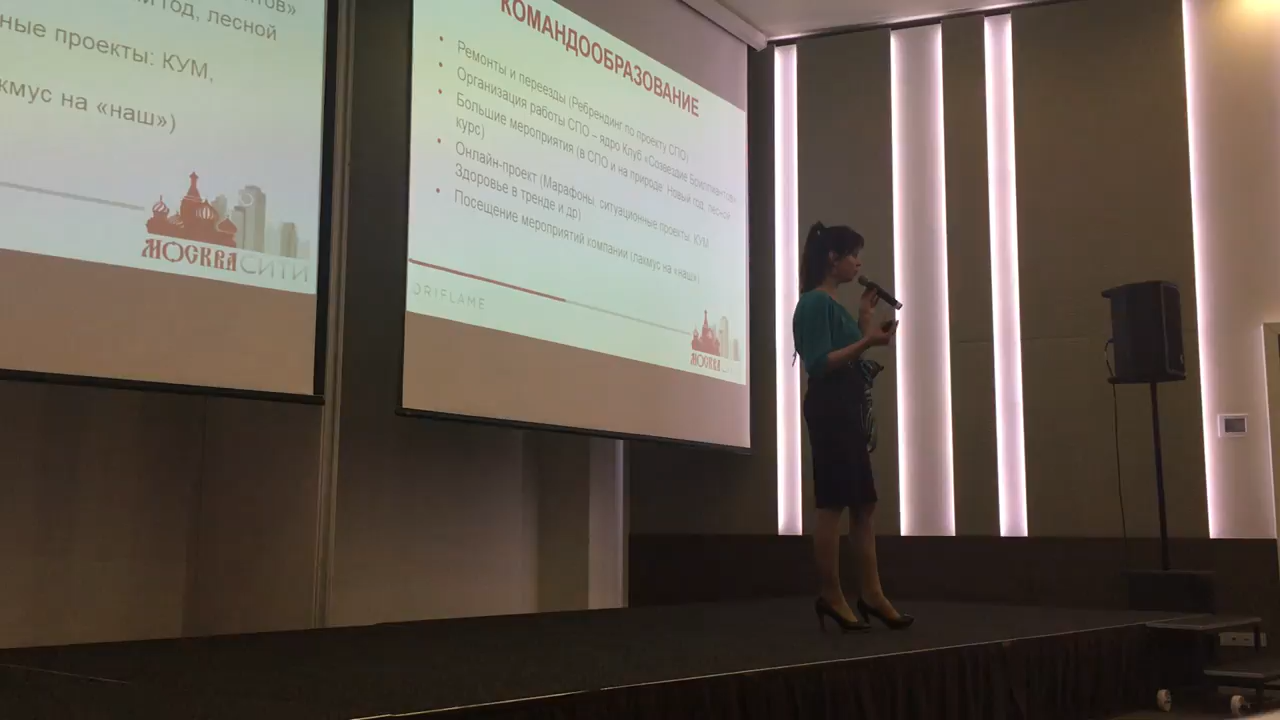 нтов»
й год, лесной
ные проекты: КУМ,
кмус на «наш»)
МОСКВА СИТИ
КОМАНДООБРАЗОВАНИЕ
• Ремонты и переезды (Ребрендинг по проекту СПО)
• Организация работы СПО – ядро Клуб «Созвездие Бриллиантов»
• Большие мероприятия (в СПО и на природе. Новый год, лесной
курс)
• Онлайн-проект (Марафоны, ситуационные проекты: КУМ,
Здоровье в тренде и др)
• Посещение мероприятий компании (лакмус на «наш»)
ORIFLAME
МОСКВА